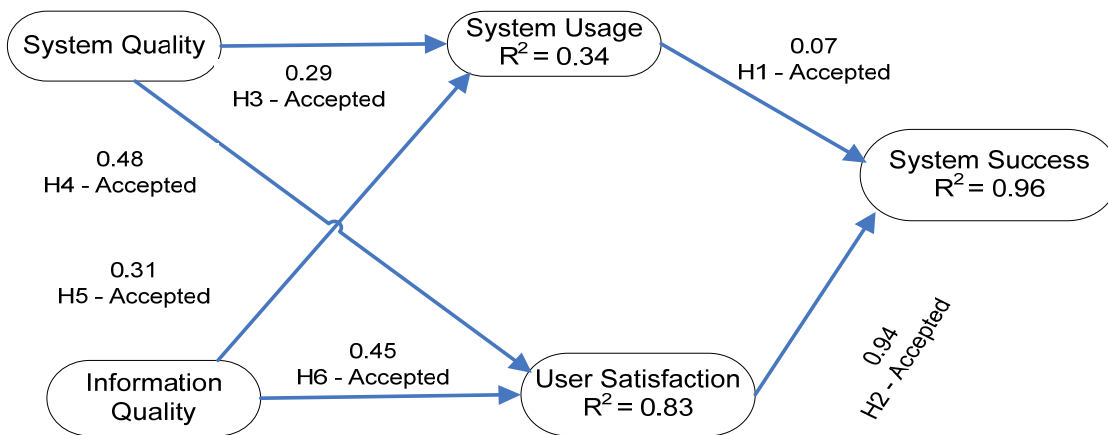 System Quality
System Usage
R² = 0.34
0.29
H3 - Accepted
0.07
H1 - Accepted
0.48
H4 - Accepted
System Success
R² = 0.96
0.31
H5 - Accepted
Information
Quality
0.45
H6 - Accepted
User Satisfaction
R² = 0.83
0.94
H2 - Accepted